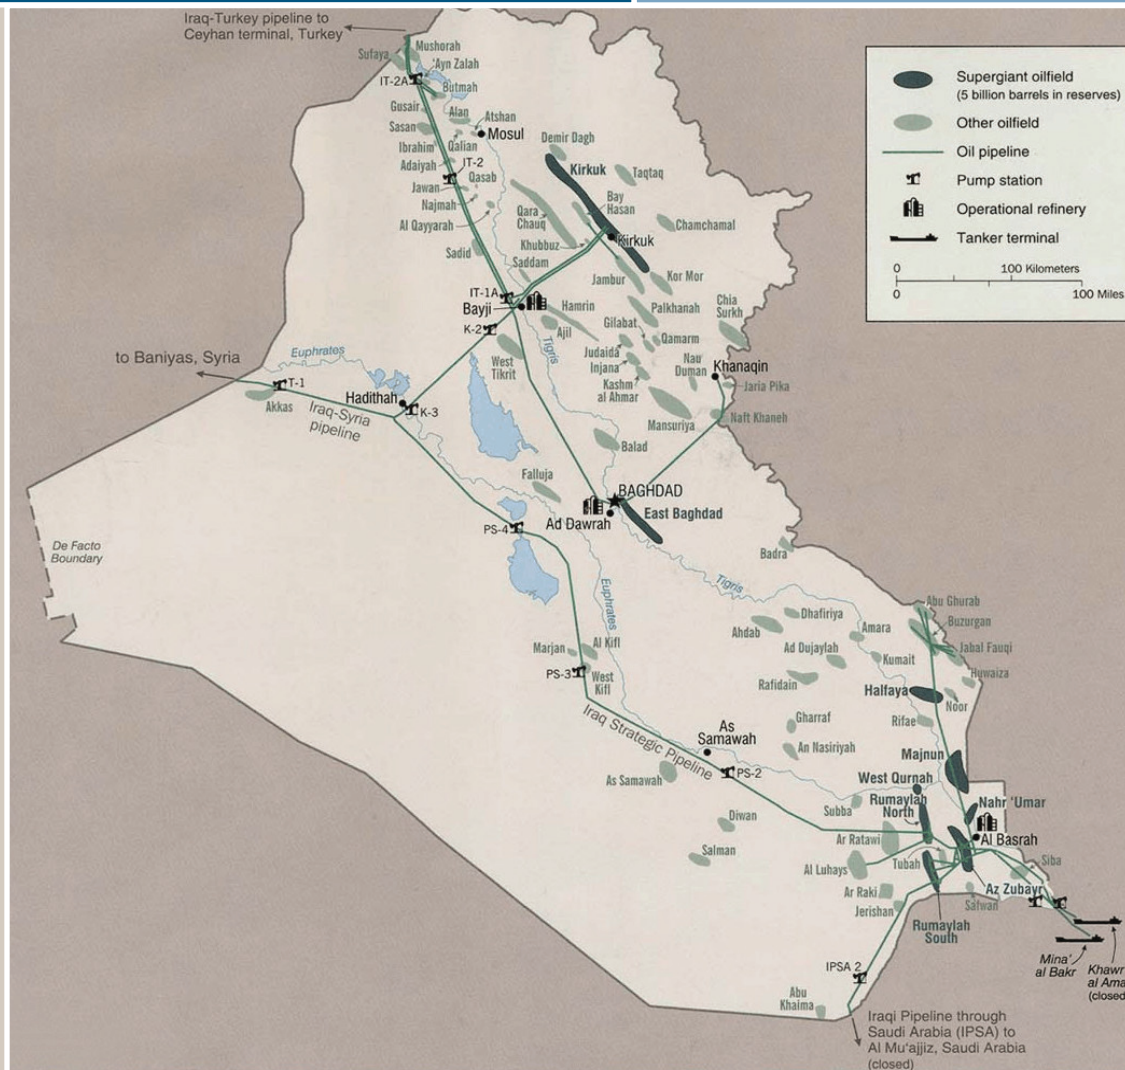 Iraq-Turkey pipeline to
Ceyhan terminal, Turkey
Mushorah
Sufaya
'Ayn Zalah
IT-2A
Butmah
Gusair
Alan
Atshan
Sasan
Mosul
Ibrahim
Qalian
Demir Dagh
Adaiyah
IT-2
Kirkuk
Taqtaq
Jawan
Qasab
Najmah
Bay
Hasan
Qara
Chauq
Al Qayyarah
Chamchamal
Khubbuz
Kirkuk
Sadid
Saddam
Jambur
Kor Mor
IT-1A
Bayji
Hamrin
Palkhanah
Chia
Surkh
K-2
Ajil
Gilabat
Qamarm
to Baniyas, Syria
Euphrates
West
Tikrit
Tigris
Judaida
Injana
Nau
Duman
Khanaqin
T-1
Akkas
Hadithah
K-3
Kashm
al Ahmar
Jaria Pika
Iraq-Syria
pipeline
Mansuriya
Naft Khaneh
Balad
Falluja
BAGHDAD
East Baghdad
Ad Dawrah
PS-4
De Facto
Boundary
Badra
Euphrates
Tigris
Abu Ghurab
Dhafiriya
Buzurgan
Ahdab
Amara
Jabal Fauqi
Marjan
Al Kifl
Ad Dujaylah
Kumait
Huwaiza
PS-3
West
Kifl
Rafidain
Halfaya
Noor
Iraq Strategic Pipeline
Gharraf
Rifae
As
Samawah
An Nasiriyah
Majnun
As Samawah
PS-2
West Qurnah
Subba
Rumaylah
North
Nahr 'Umar
Diwan
Ar Ratawi
Al Basrah
Salman
Al Luhays
Tubah
Siba
Ar Raki
Az Zubayr
Jerishan
Safwan
Rumaylah
South
IPSA 2
Mina'
al Bakr
Khawr
al Ama
(closed
Abu
Khaima
Iraqi Pipeline through
Saudi Arabia (IPSA) to
Al Mu'ajjiz, Saudi Arabia
(closed)
Supergiant oilfield
(5 billion barrels in reserves)
Other oilfield
Oil pipeline
Pump station
Operational refinery
Tanker terminal
0 100 Kilometers
0 100 Miles